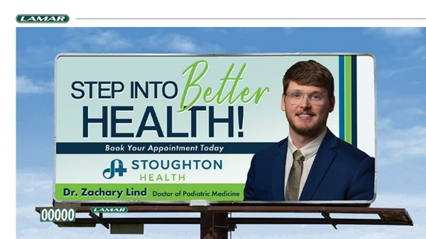 LAMAR
STEP INTO Better
HEALTH!
Book Your Appointment Today
STOUGHTON
HEALTH
Dr. Zachary Lind Doctor of Podiatric Medicine
00000 LAMAR